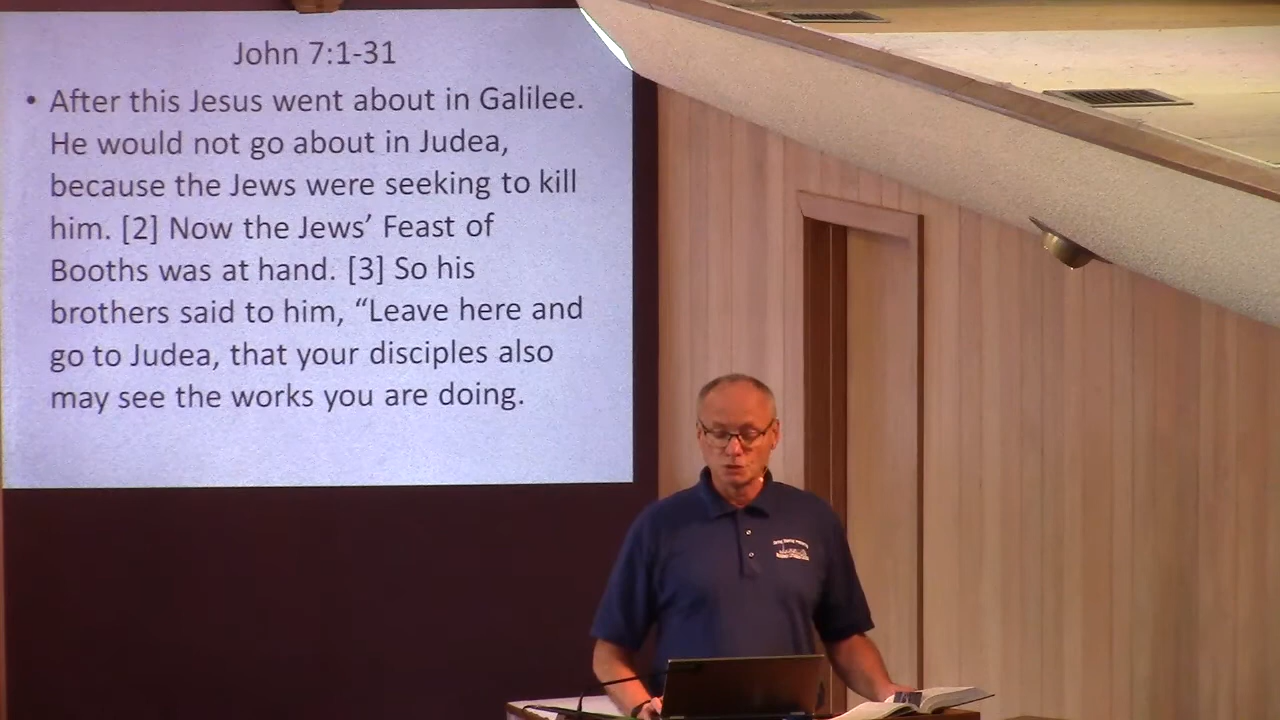 John 7:1-31
• After this Jesus went about in Galilee.
He would not go about in Judea,
because the Jews were seeking to kill
him. [2] Now the Jews’ Feast of
Booths was at hand. [3] So his
brothers said to him, “Leave here and
go to Judea, that your disciples also
may see the works you are doing.